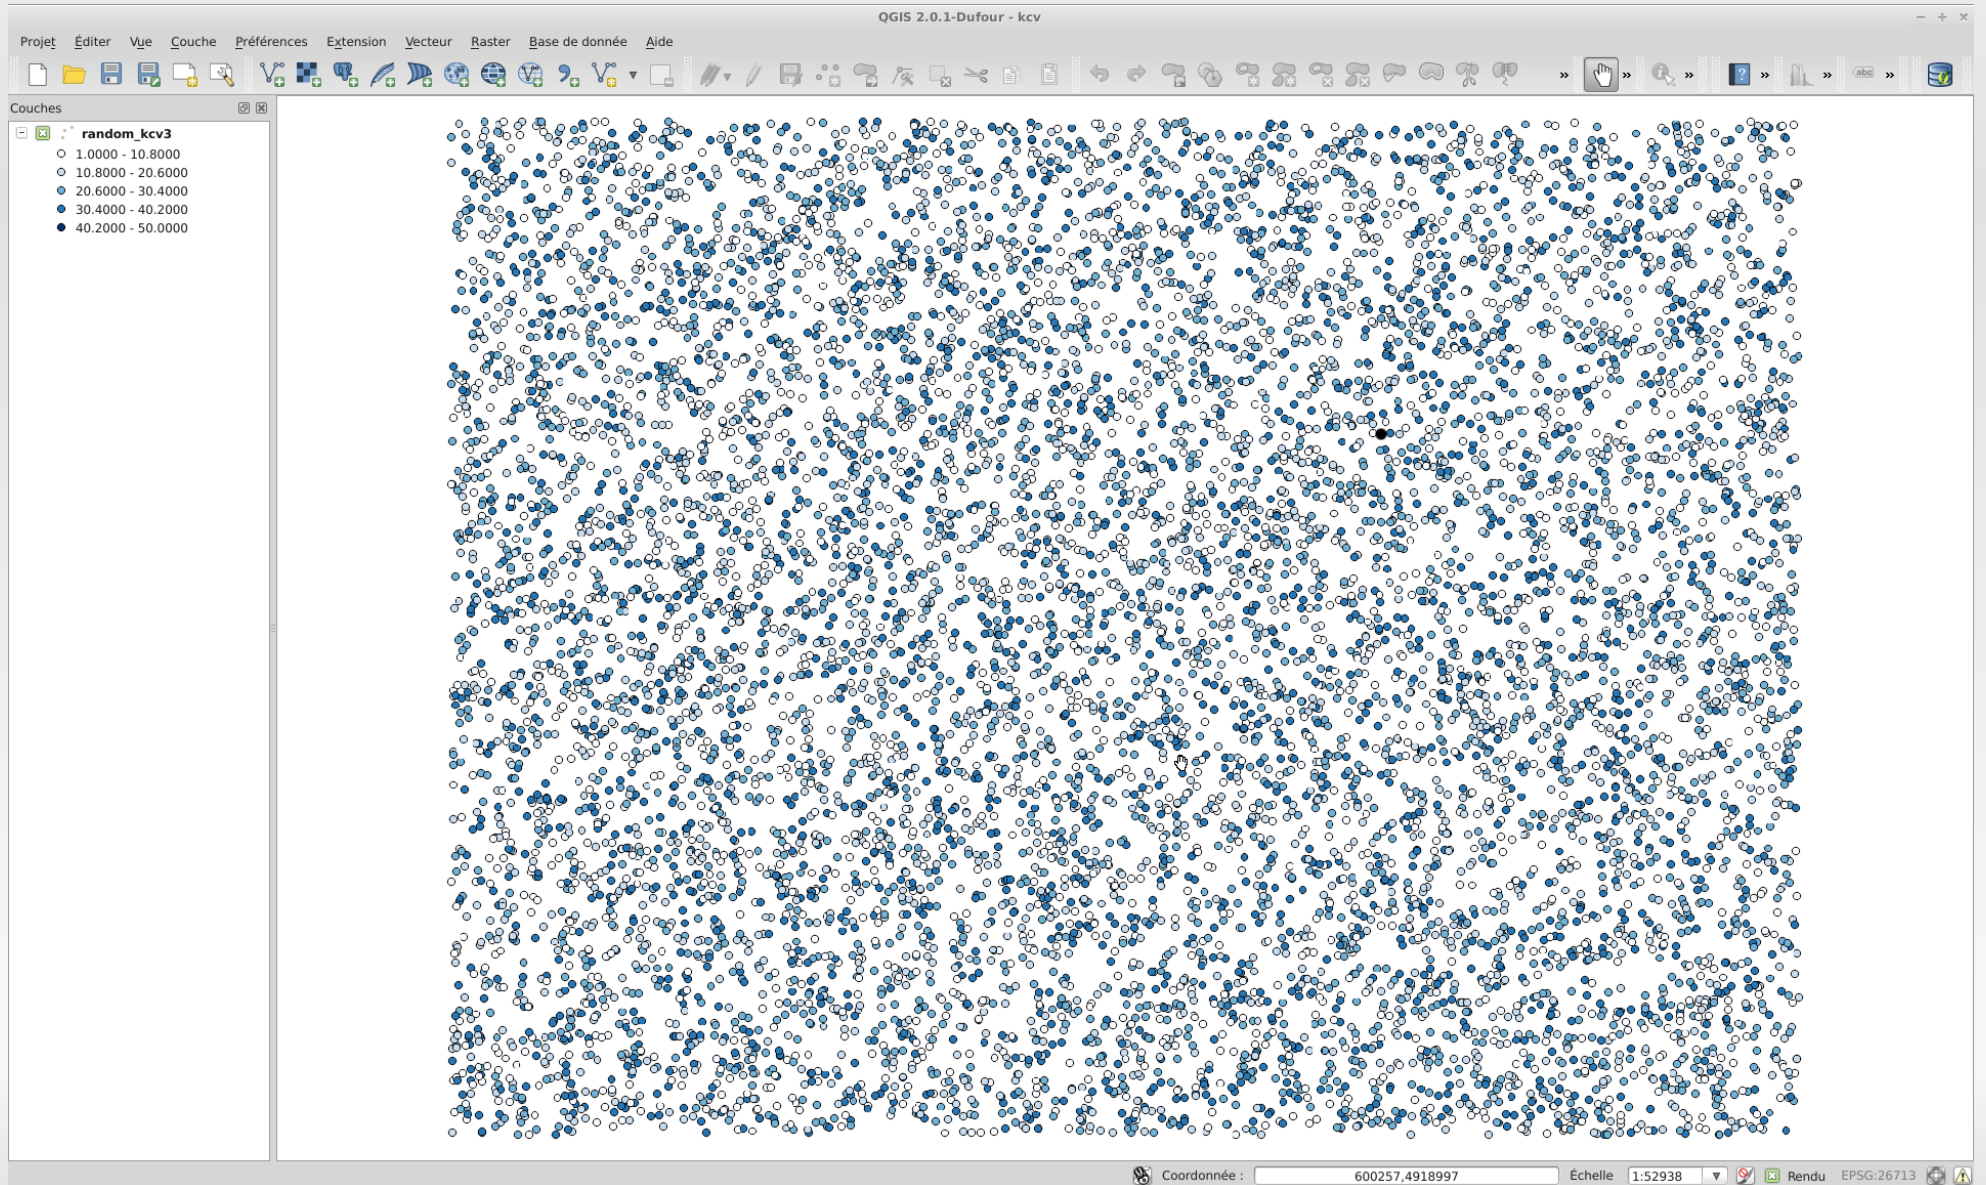 QGIS 2.0.1-Dufour - kcv
Projet Éditer Vue Couche Préférences Extension Vecteur Raster Base de donnée Aide
abc
Couches
random_kcv3
1.0000 - 10.8000
10.8000 - 20.6000
20.6000 - 30.4000
30.4000 - 40.2000
40.2000 - 50.0000
Coordonnée : 600257,4918997 Échelle 1:52938 Rendu EPSG:26713